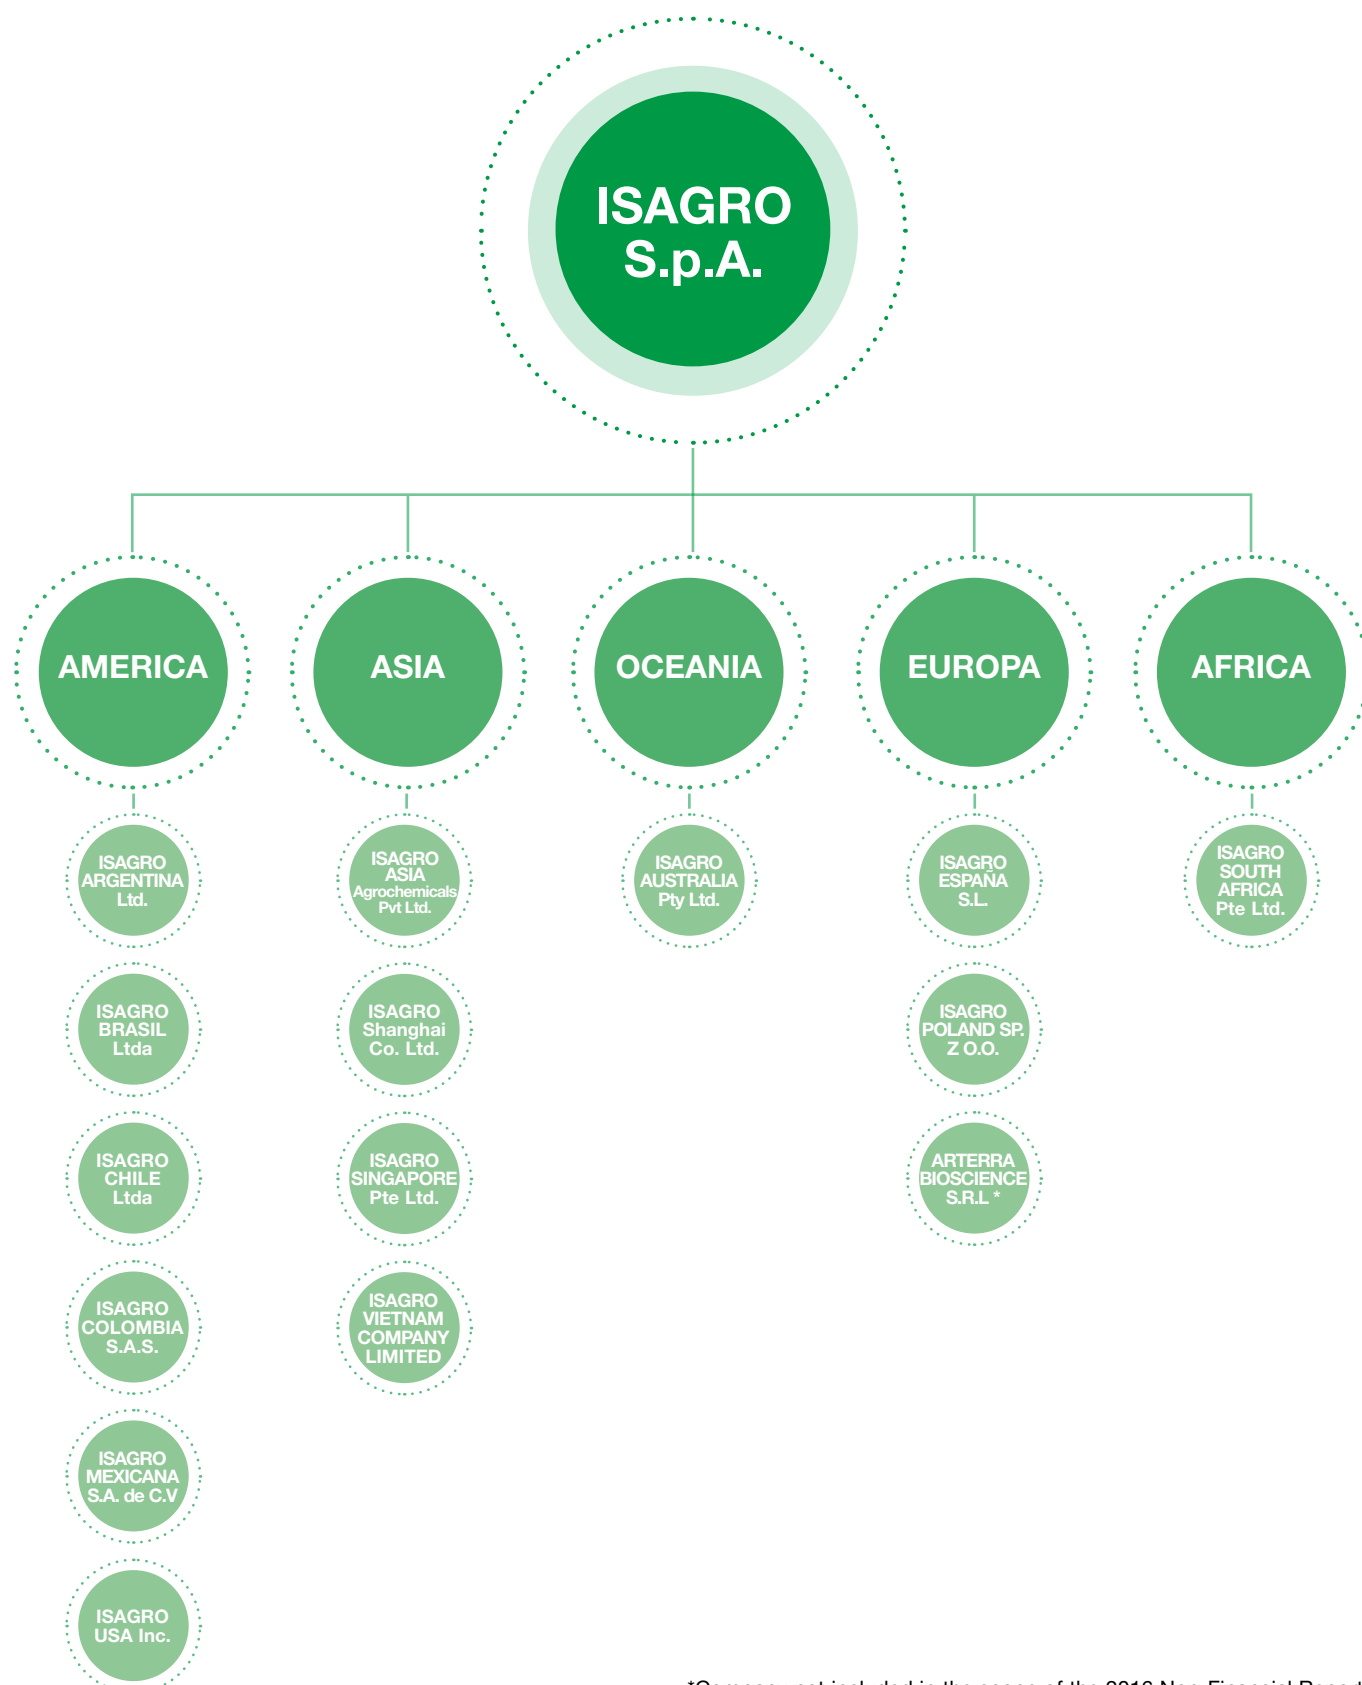 ISAGRO
S.p.A.
AMERICA
ASIA
OCEANIA
EUROPA
AFRICA
ISAGRO
ARGENTINA
Ltd.
ISAGRO
ASIA
Agrochemicals
Pvt Ltd.
ISAGRO
AUSTRALIA
Pty Ltd.
ISAGRO
ESPAÑA
S.L.
ISAGRO
SOUTH
AFRICA
Pte Ltd.
ISAGRO
BRASIL
Ltda
ISAGRO
Shanghai
Co. Ltd.
ISAGRO
POLAND SP.
Z O.O.
ISAGRO
CHILE
Ltda
ISAGRO
SINGAPORE
Pte Ltd.
ARTERRA
BIOSCIENCE
S.R.L *
ISAGRO
COLOMBIA
S.A.S.
ISAGRO
VIETNAM
COMPANY
LIMITED
ISAGRO
MEXICANA
S.A. de C.V
ISAGRO
USA Inc.